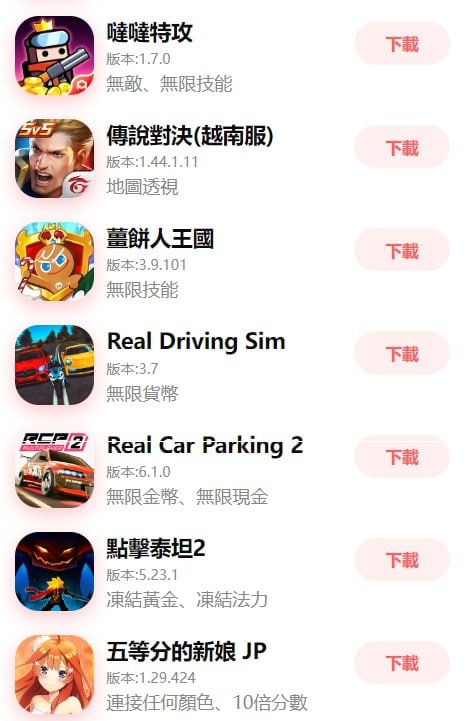 噠噠特攻
版本:1.7.0
無敵、無限技能
下載
5v5
傳說對決(越南服)
版本:1.44.1.11
地圖透視
下載
薑餅人王國
版本:3.9.101
無限技能
下載
Real Driving Sim
版本:3.7
無限貨幣
下載
RCP 2
Real Car Parking 2
版本:6.1.0
無限金幣、無限現金
下載
點擊泰坦2
版本:5.23.1
凍結黃金、凍結法力
下載
五等分的新娘 JP
版本:1.29.424
連接任何顏色、10倍分數
下載